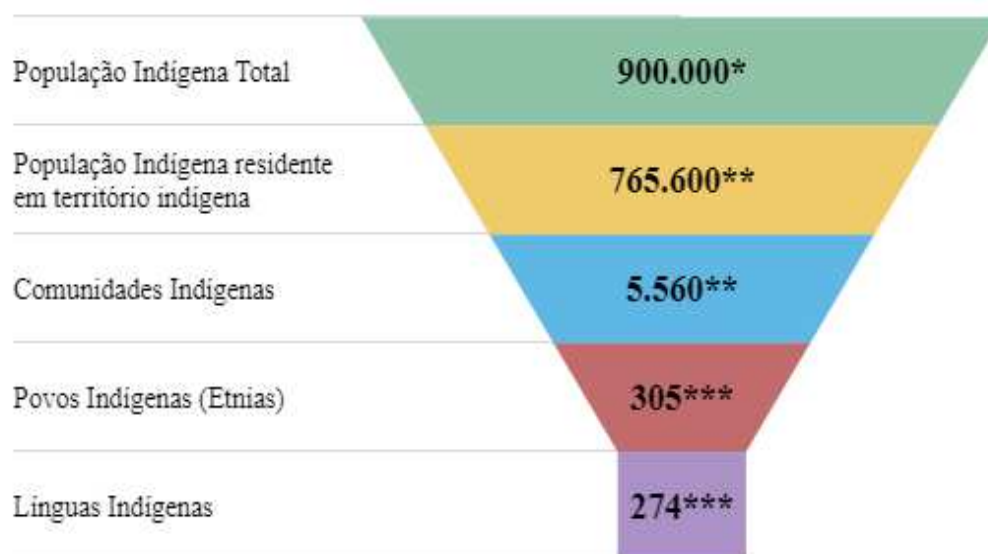 População Indígena Total
900.000*
População Indígena residente
em território indígena
765.600**
Comunidades Indígenas
5.560**
Povos Indígenas (Etnias)
305***
Línguas Indígenas
274***